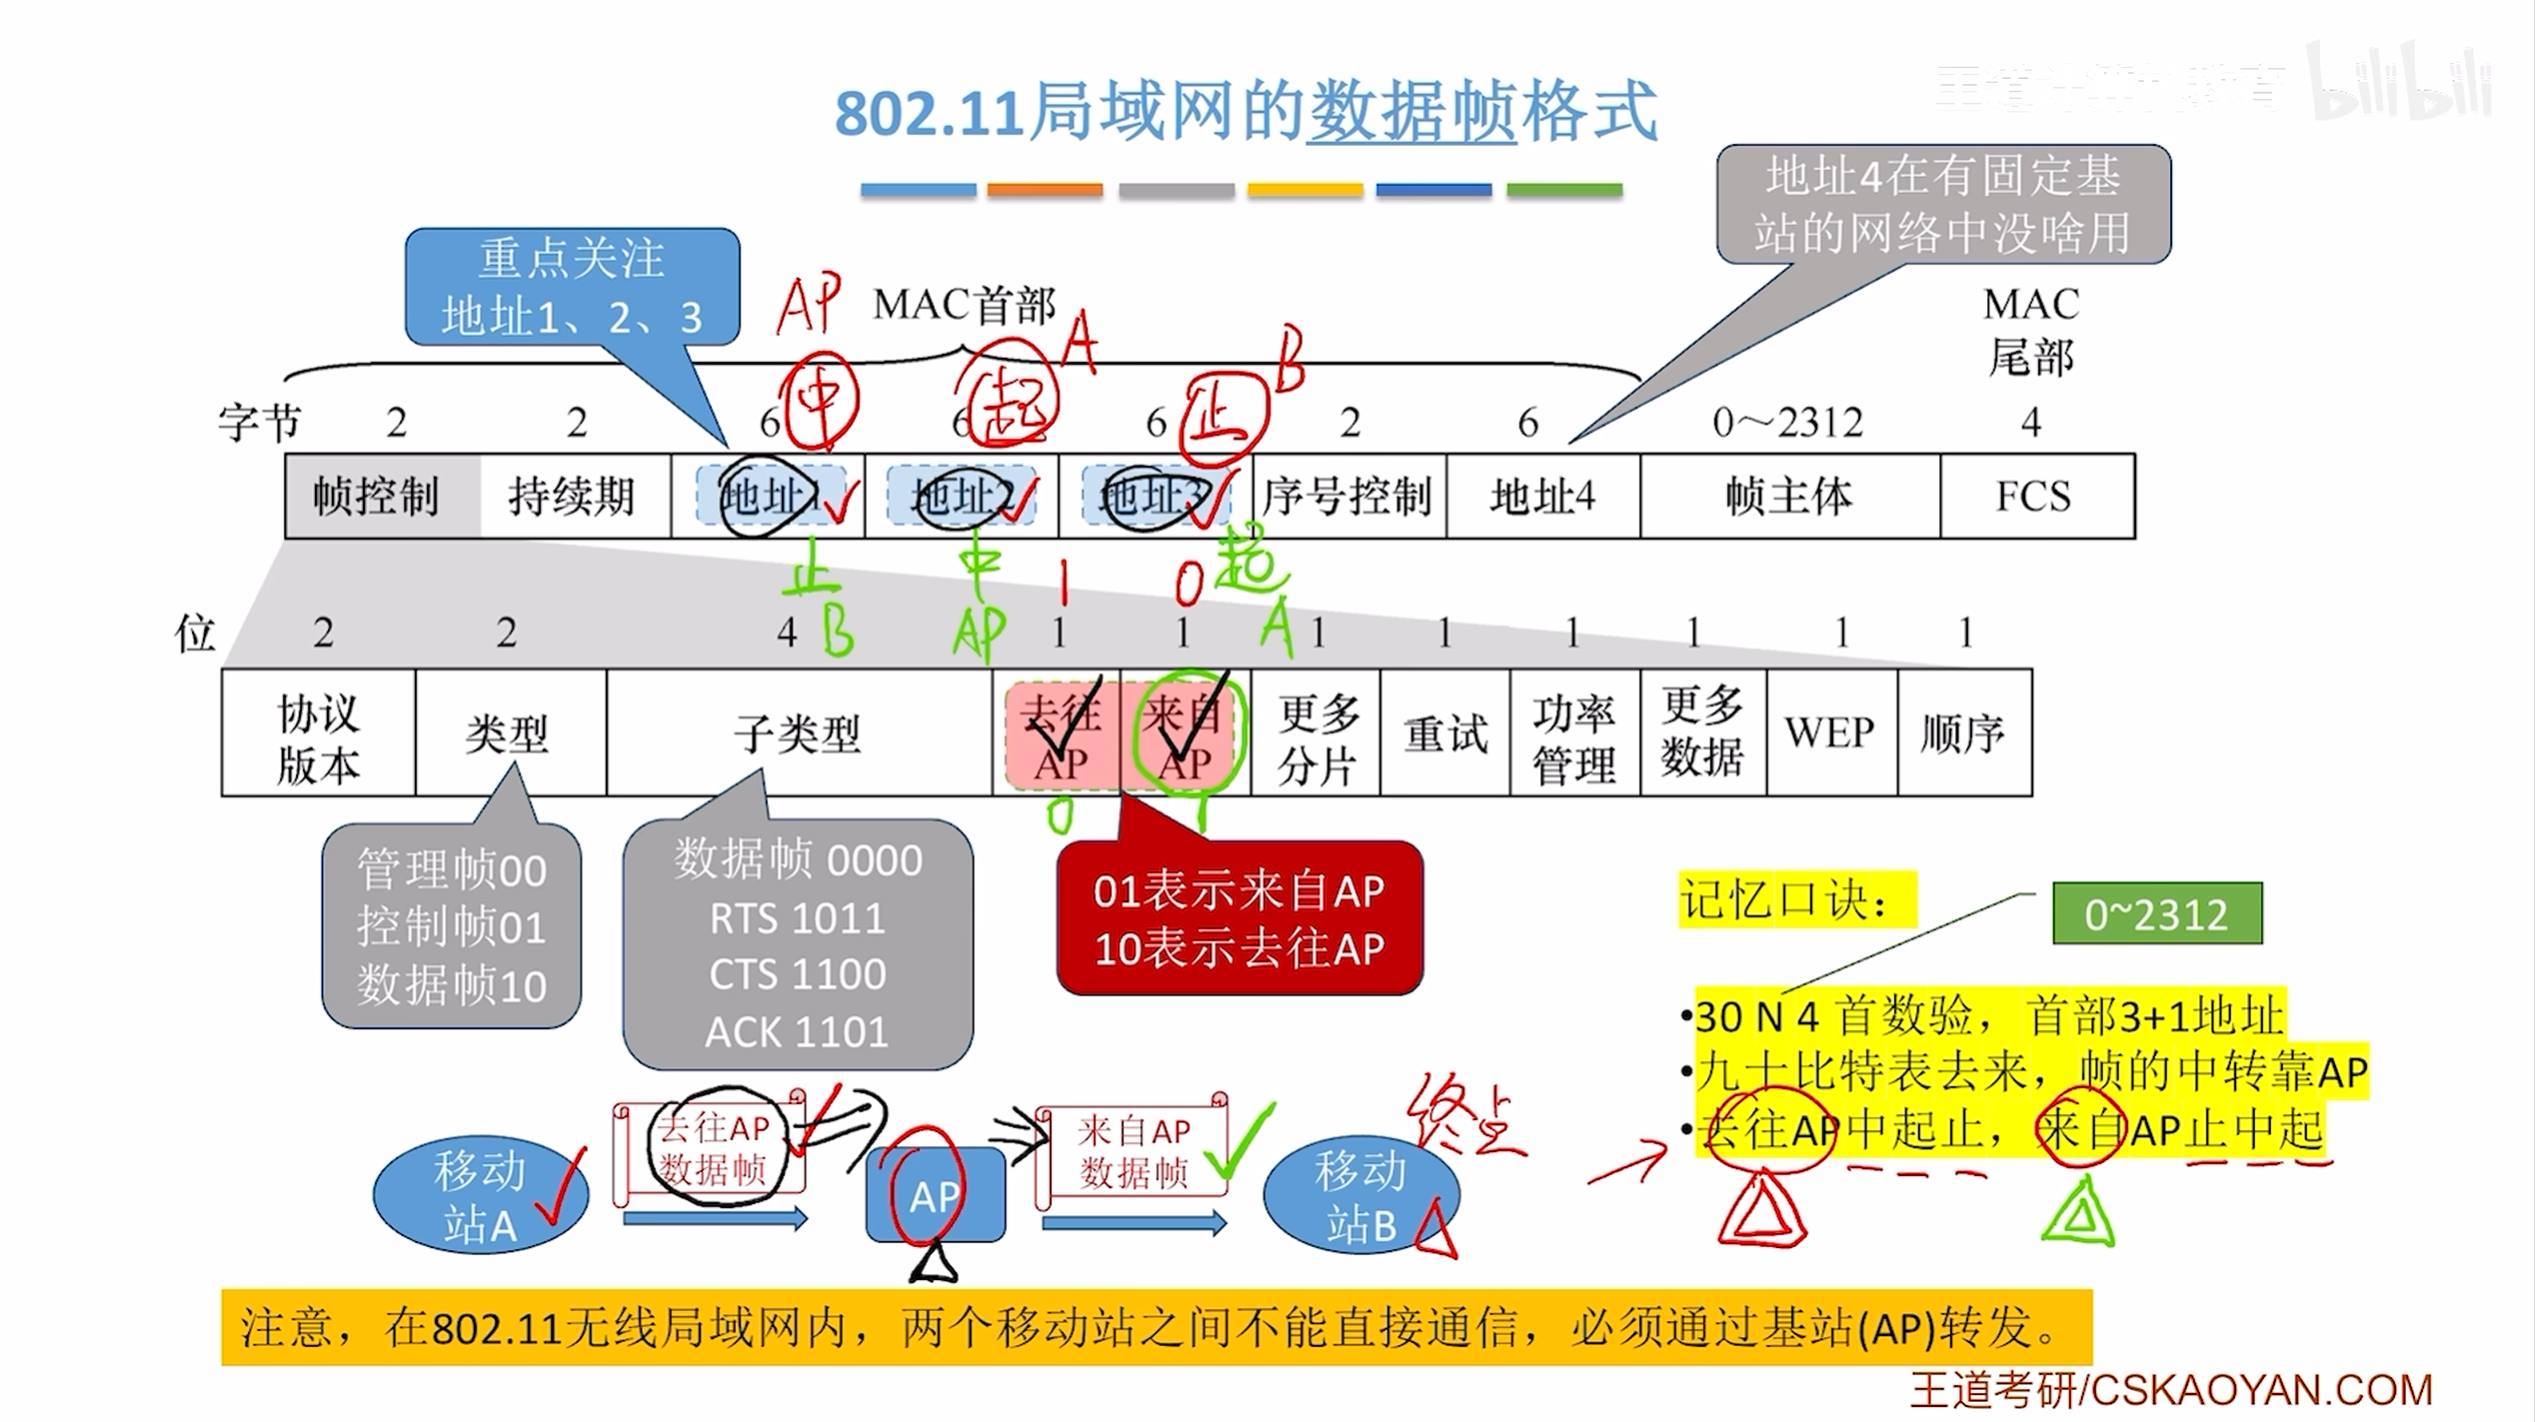 bilibili
802.11局域网的数据帧格式
地址4在有固定基
站的网络中没啥用
重点关注
地址1、2、3
AP
MAC首部
A
B
MAC
尾部
中
起
止
字节 2 2 6 6 6 2 6 0～2312 4
帧控制 持续期 地址1 地址2 地址3 序号控制 地址4 帧主体 FCS
止 中 1 0 起
B AP A
位 2 2 4 1 1 1 1 1 1 1 1
协议
版本
类型
子类型
去往
AP
来自
AP
更多
分片
重试
功率
管理
更多
数据
WEP
顺序
0 1
管理帧00
控制帧01
数据帧10
数据帧 0000
RTS 1011
CTS 1100
ACK 1101
01表示来自AP
10表示去往AP
记忆口诀：
0~2312
•30 N 4 首数验，首部3+1地址
•九十比特表去来，帧的中转靠AP
•去往AP中起止，来自AP止中起
移动
站A
去往AP
数据帧
AP
来自AP
数据帧
移动
站B
终点
注意，在802.11无线局域网内，两个移动站之间不能直接通信，必须通过基站(AP)转发。
王道考研/CSKAOYAN.COM